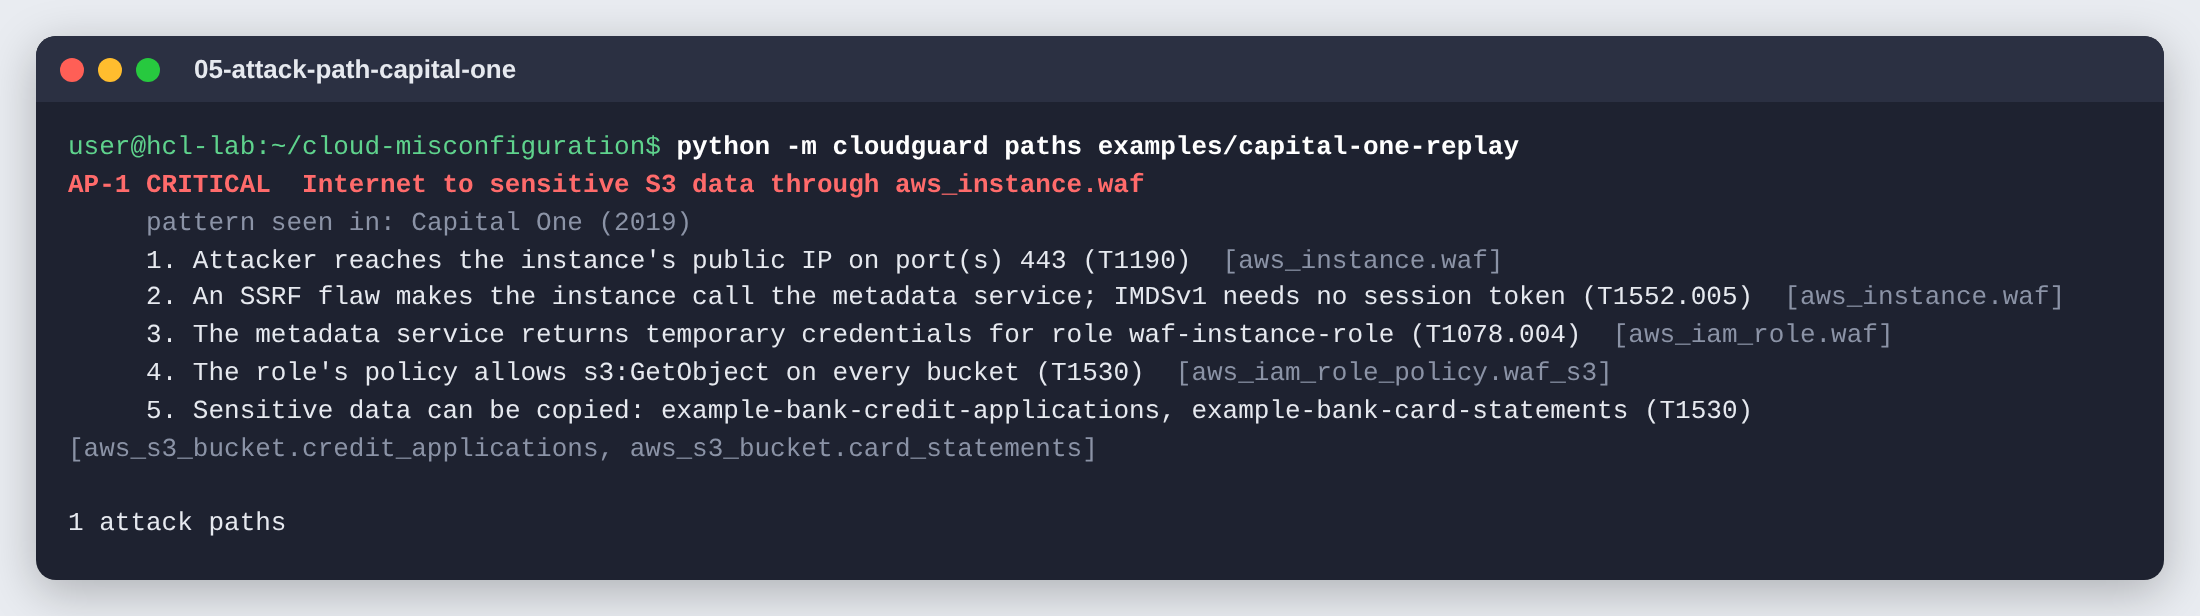 05-attack-path-capital-one
user@hcl-lab:~/cloud-misconfiguration$ python -m cloudguard paths examples/capital-one-replay
AP-1 CRITICAL  Internet to sensitive S3 data through aws_instance.waf
     pattern seen in: Capital One (2019)
     1. Attacker reaches the instance's public IP on port(s) 443 (T1190)  [aws_instance.waf]
     2. An SSRF flaw makes the instance call the metadata service; IMDSv1 needs no session token (T1552.005)  [aws_instance.waf]
     3. The metadata service returns temporary credentials for role waf-instance-role (T1078.004)  [aws_iam_role.waf]
     4. The role's policy allows s3:GetObject on every bucket (T1530)  [aws_iam_role_policy.waf_s3]
     5. Sensitive data can be copied: example-bank-credit-applications, example-bank-card-statements (T1530)
[aws_s3_bucket.credit_applications, aws_s3_bucket.card_statements]
1 attack paths